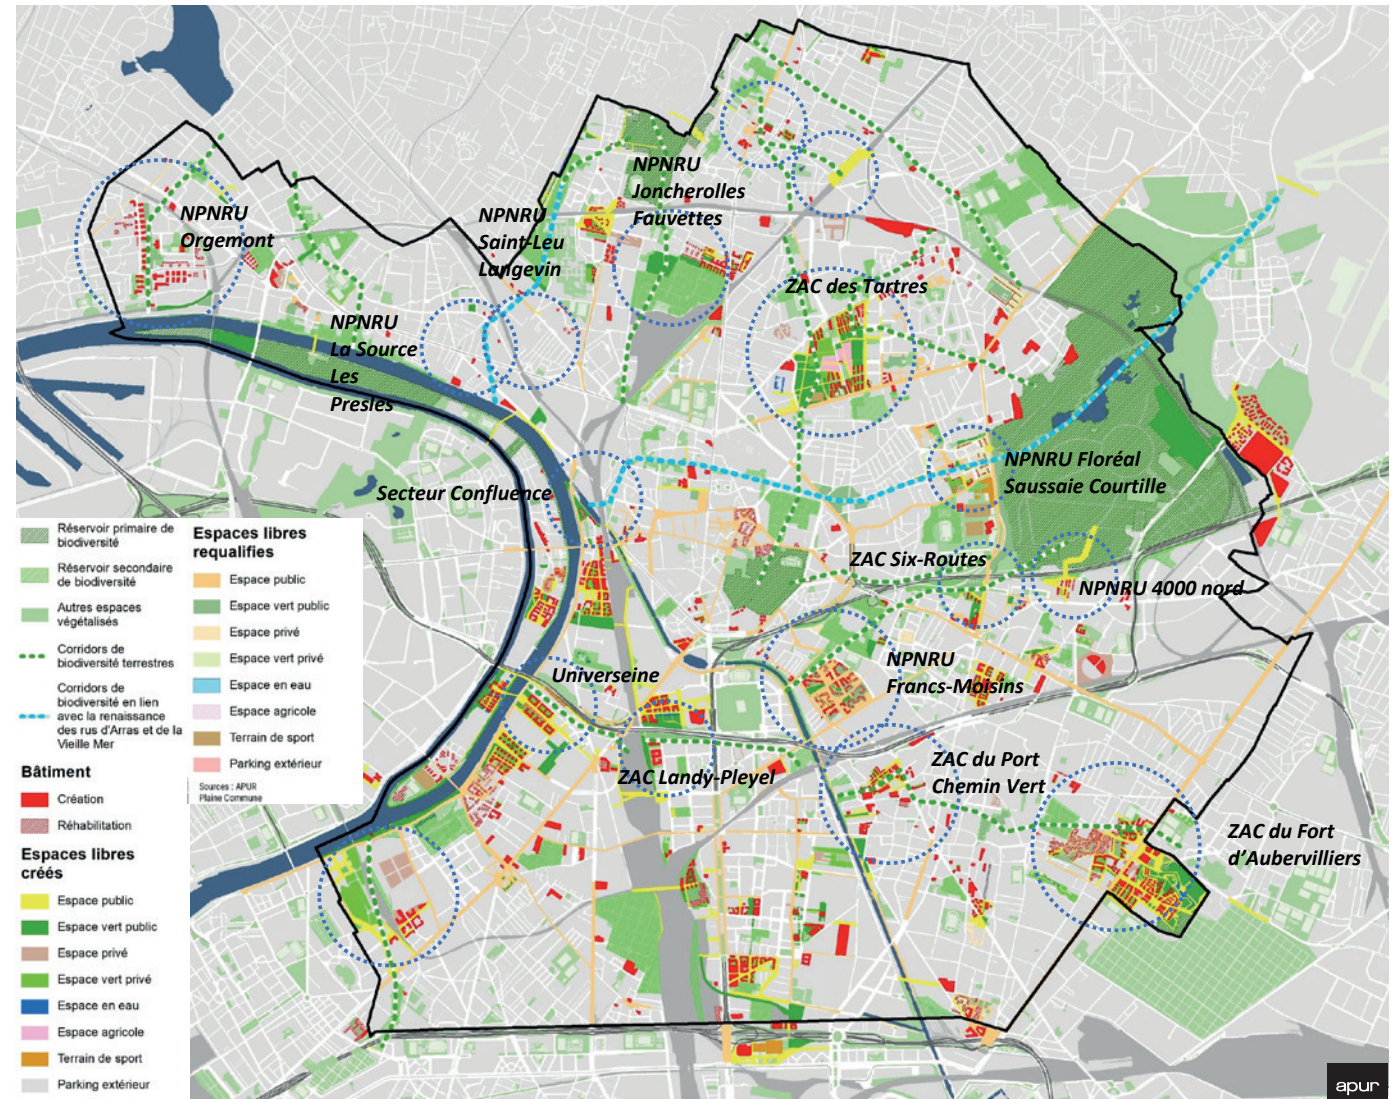 NPNRU
Orgemont
NPNRU
Saint-Leu
Langevin
NPNRU
Joncherolles
Fauvettes
ZAC des Tartres
NPNRU
La Source
Les
Presles
Secteur Confluence
NPNRU Floréal
Saussaie Courtille
ZAC Six-Routes
NPNRU 4000 nord
Universeine
NPNRU
Francs-Moisins
ZAC Landy-Pleyel
ZAC du Port
Chemin Vert
ZAC du Fort
d'Aubervilliers
Réservoir primaire de
biodiversité
Réservoir secondaire
de biodiversité
Autres espaces
végétalisés
Corridors de
biodiversité terrestres
Corridors de
biodiversité en lien
avec la renaissance
des rus d'Arras et de la
Vieille Mer
Bâtiment
Création
Réhabilitation
Espaces libres
créés
Espace public
Espace vert public
Espace privé
Espace vert privé
Espace en eau
Espace agricole
Terrain de sport
Parking extérieur
Espaces libres
requalifies
Espace public
Espace vert public
Espace privé
Espace vert privé
Espace en eau
Espace agricole
Terrain de sport
Parking extérieur
Sources : APUR
Plaine Commune
apur